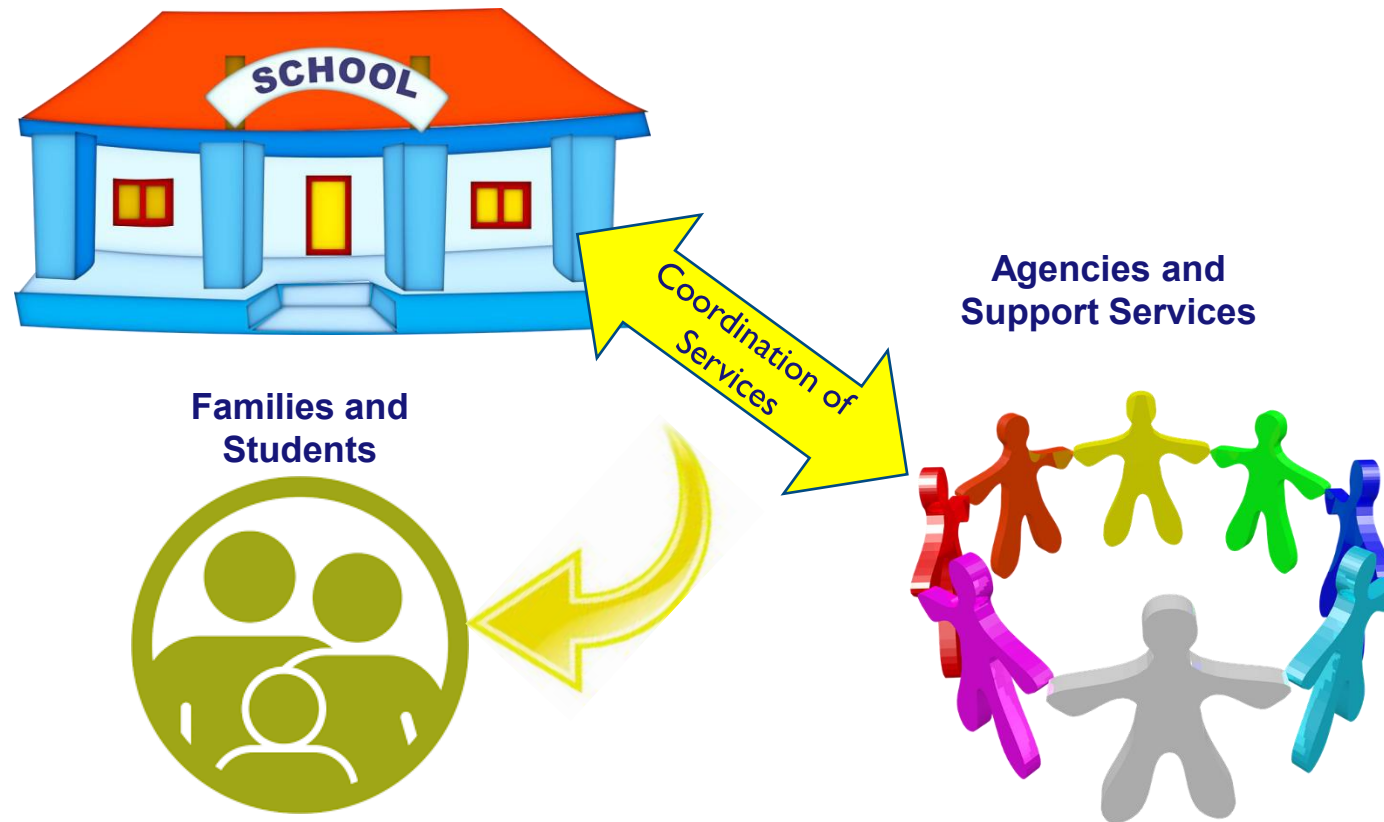 SCHOOL
Coordination of
Services
Agencies and
Support Services
Families and
Students